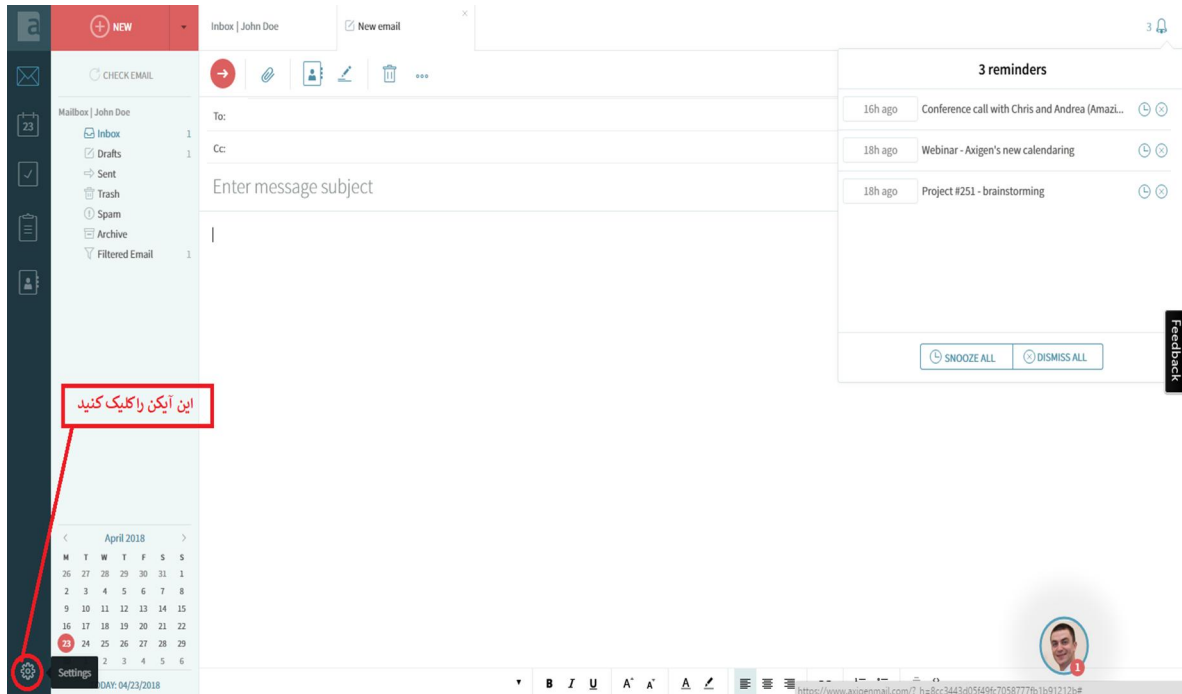 a
NEW
Inbox | John Doe
New email
3
CHECK EMAIL
3 reminders
23
Mailbox | John Doe
Inbox 1
Drafts 1
Sent
Trash
Spam
Archive
Filtered Email 1
To:
Cc:
Enter message subject
16h ago Conference call with Chris and Andrea (Amazi...
18h ago Webinar - Axigen's new calendaring
18h ago Project #251 - brainstorming
SNOOZE ALL
DISMISS ALL
Feedback
این آیکن را کلیک کنید
April 2018
M T W T F S S
26 27 28 29 30 31 1
2 3 4 5 6 7 8
9 10 11 12 13 14 15
16 17 18 19 20 21 22
23 24 25 26 27 28 29
2 3 4 5 6
Settings
DAY: 04/23/2018
B I U A A A
1